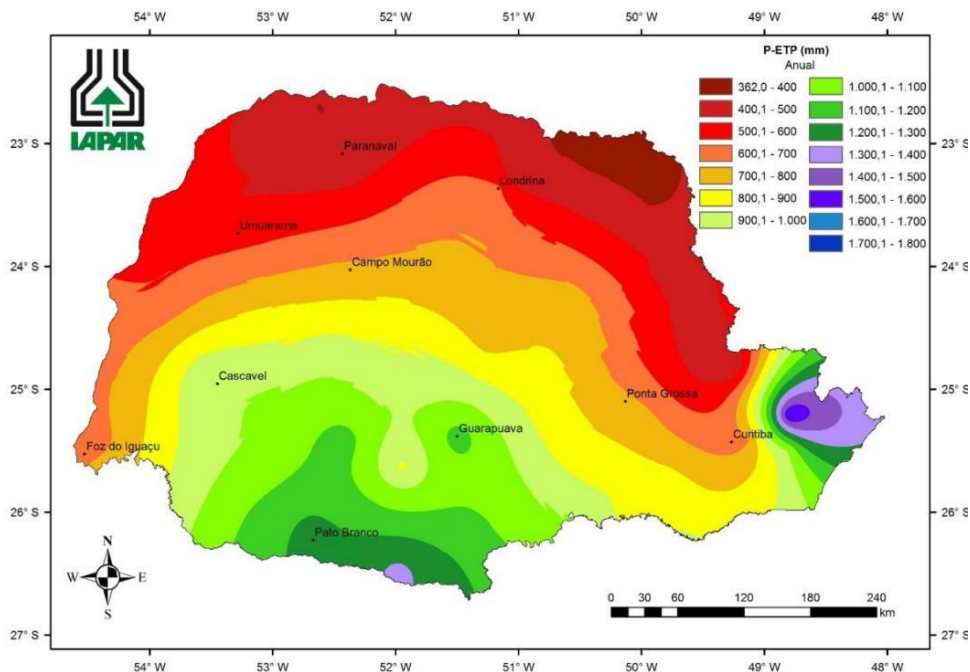 54° W 53° W 52° W 51° W 50° W 49° W 48° W
IAPAR
P-ETP (mm)
Anual
362,0 - 400
400,1 - 500
500,1 - 600
600,1 - 700
700,1 - 800
800,1 - 900
900,1 - 1.000
1.000,1 - 1.100
1.100,1 - 1.200
1.200,1 - 1.300
1.300,1 - 1.400
1.400,1 - 1.500
1.500,1 - 1.600
1.600,1 - 1.700
1.700,1 - 1.800
23° S 23° S
Paranavaí
Londrina
Umuarama
24° S 24° S
Campo Mourão
Cascavel
25° S 25° S
Ponta Grossa
Guarapuava
Curitiba
Foz do Iguaçu
26° S 26° S
Pato Branco
N
W E
S
0 30 60 120 180 240
km
27° S 27° S
54° W 53° W 52° W 51° W 50° W 49° W 48° W